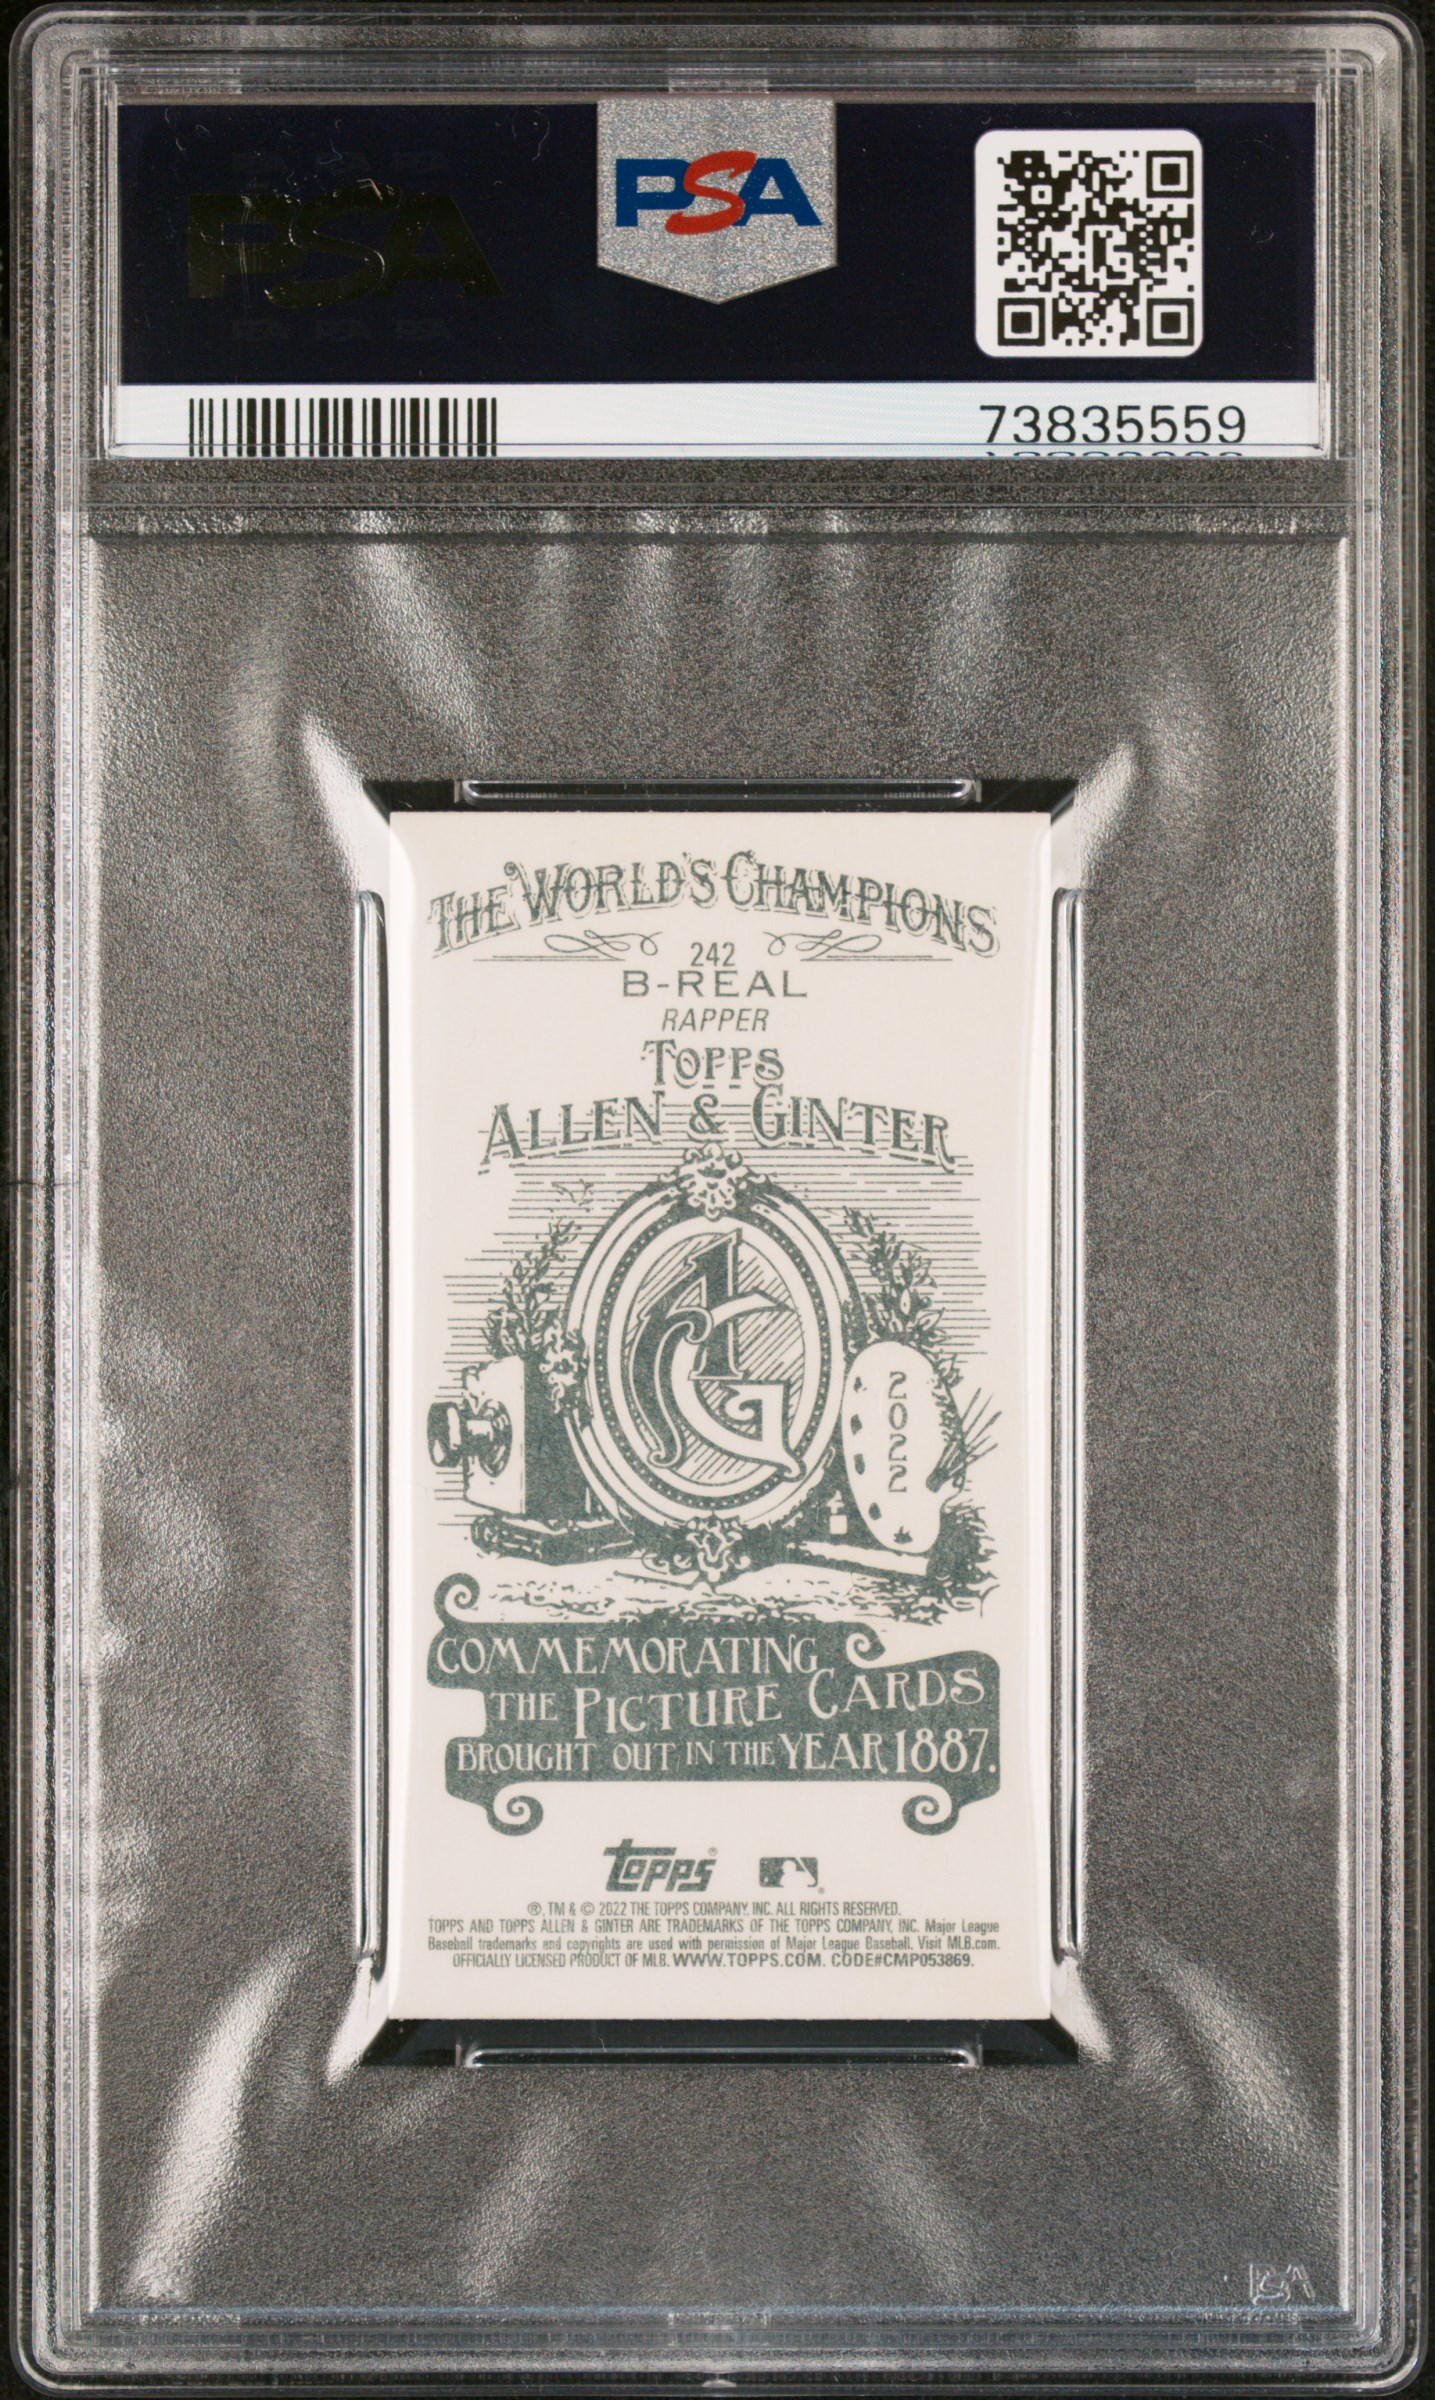 PSA
PSA
73835559
THE WORLD'S CHAMPIONS
242
B-REAL
RAPPER
TOPPS
ALLEN & GINTER
AG
2022
COMMEMORATING
THE PICTURE CARDS
BROUGHT OUT IN THE YEAR 1887.
topps®
®, TM & © 2022 THE TOPPS COMPANY, INC. ALL RIGHTS RESERVED.
TOPPS AND TOPPS ALLEN & GINTER ARE TRADEMARKS OF THE TOPPS COMPANY, INC. Major League
Baseball trademarks and copyrights are used with permission of Major League Baseball. Visit MLB.com.
OFFICIALLY LICENSED PRODUCT OF MLB. WWW.TOPPS.COM. CODE#CMP053869.
PSA